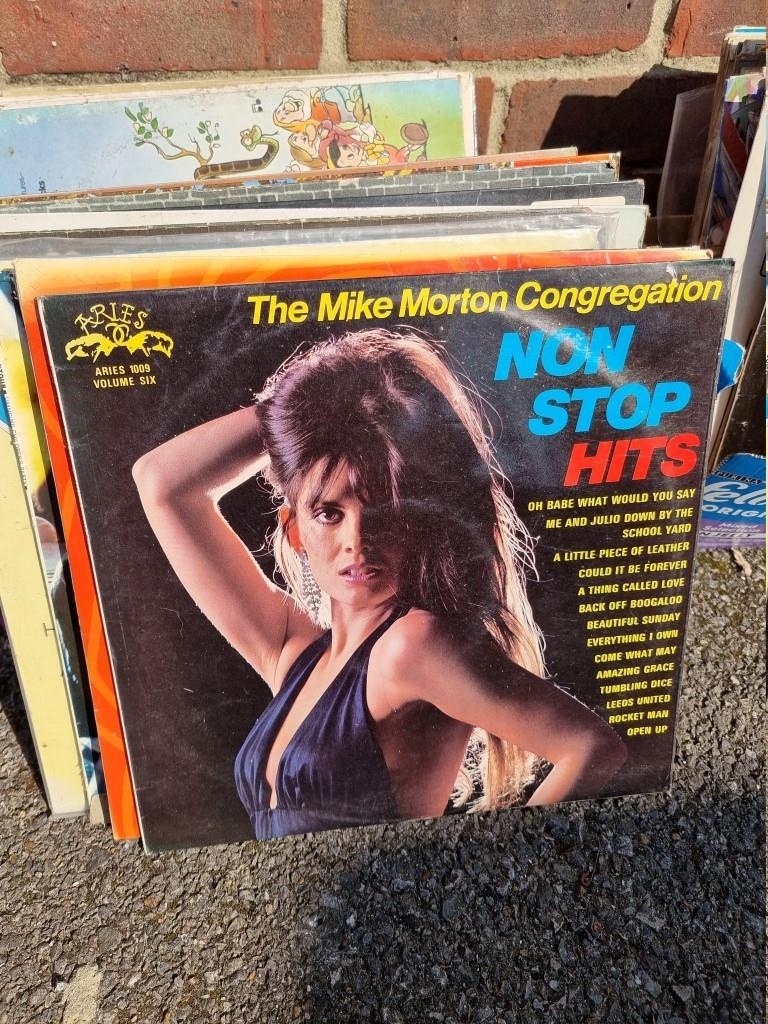 ARIES
ARIES 1009
VOLUME SIX
The Mike Morton Congregation
NON
STOP
HITS
OH BABE WHAT WOULD YOU SAY
ME AND JULIO DOWN BY THE
SCHOOL YARD
A LITTLE PIECE OF LEATHER
COULD IT BE FOREVER
A THING CALLED LOVE
BACK OFF BOOGALOO
BEAUTIFUL SUNDAY
EVERYTHING I OWN
COME WHAT MAY
AMAZING GRACE
TUMBLING DICE
LEEDS UNITED
ROCKET MAN
OPEN UP
PURINA